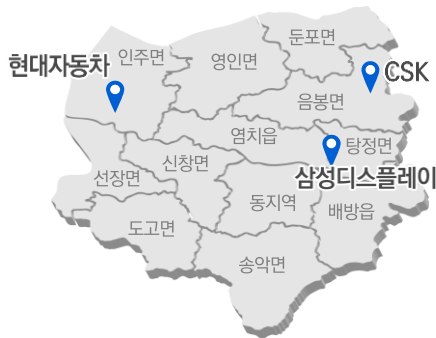 둔포면
인주면
영인면
현대자동차
CSK
음봉면
염치읍
탕정면
신창면
삼성디스플레이
선장면
동지역
배방읍
도고면
송악면